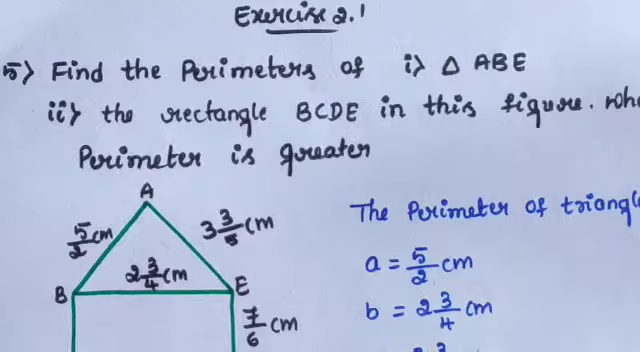 Exercise 2.1
5) Find the Perimeters of i) Δ ABE
ii) the rectangle BCDE in this figure.
Perimeter is greater
A
5/2 cm
3 3/5 cm
2 3/4 cm
B
E
7/6 cm
The Perimeter of
a = 5/2 cm
b = 2 3/4 cm